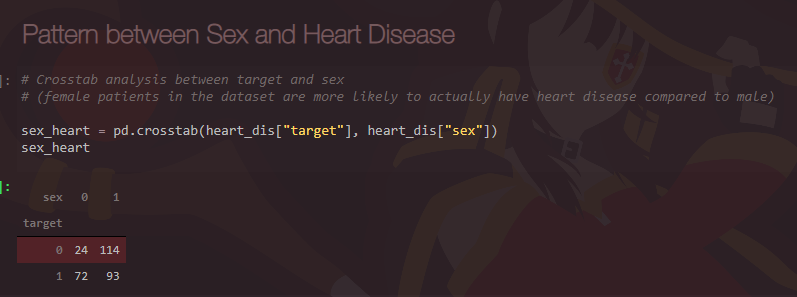 Pattern between Sex and Heart Disease
]: # Crosstab analysis between target and sex
# (female patients in the dataset are more likely to actually have heart disease compared to male)
sex_heart = pd.crosstab(heart_dis["target"], heart_dis["sex"])
sex_heart
]:
sex 0 1
target
0 24 114
1 72 93